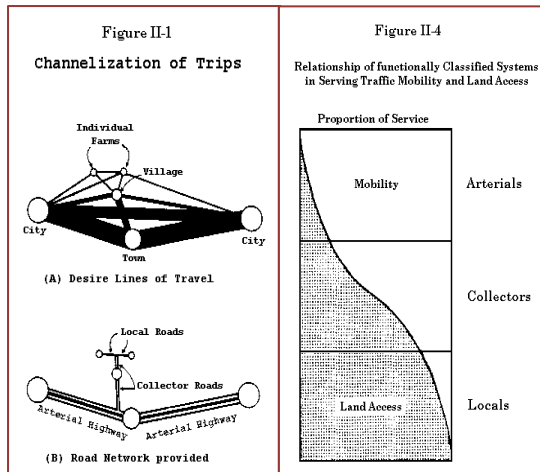 Figure II-1
Channelization of Trips
Individual
Farms
Village
City
City
Town
(A) Desire Lines of Travel
Local Roads
Collector Roads
Arterial Highway
Arterial Highway
(B) Road Network provided
Figure II-4
Relationship of functionally Classified Systems
in Serving Traffic Mobility and Land Access
Proportion of Service
Mobility
Arterials
Collectors
Land Access
Locals